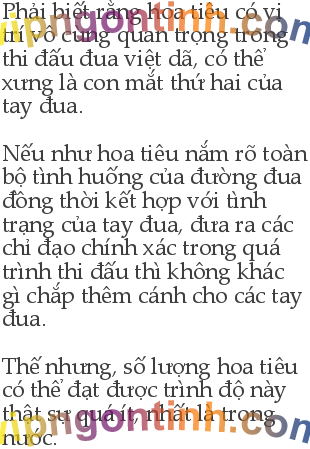 Phải biết rằng hoa tiêu có vị
trí vô cùng quan trọng trong
thi đấu đua việt dã, có thể
xưng là con mắt thứ hai của
tay đua.
Nếu như hoa tiêu nắm rõ toàn
bộ tình huống của đường đua
đồng thời kết hợp với tình
trạng của tay đua, đưa ra các
chỉ đạo chính xác trong quá
trình thi đấu thì không khác
gì chắp thêm cánh cho các tay
đua.
Thế nhưng, số lượng hoa tiêu
có thể đạt được trình độ này
thật sự quá ít, nhất là trong
nước.
vipngontinh.com
vipngontinh.com